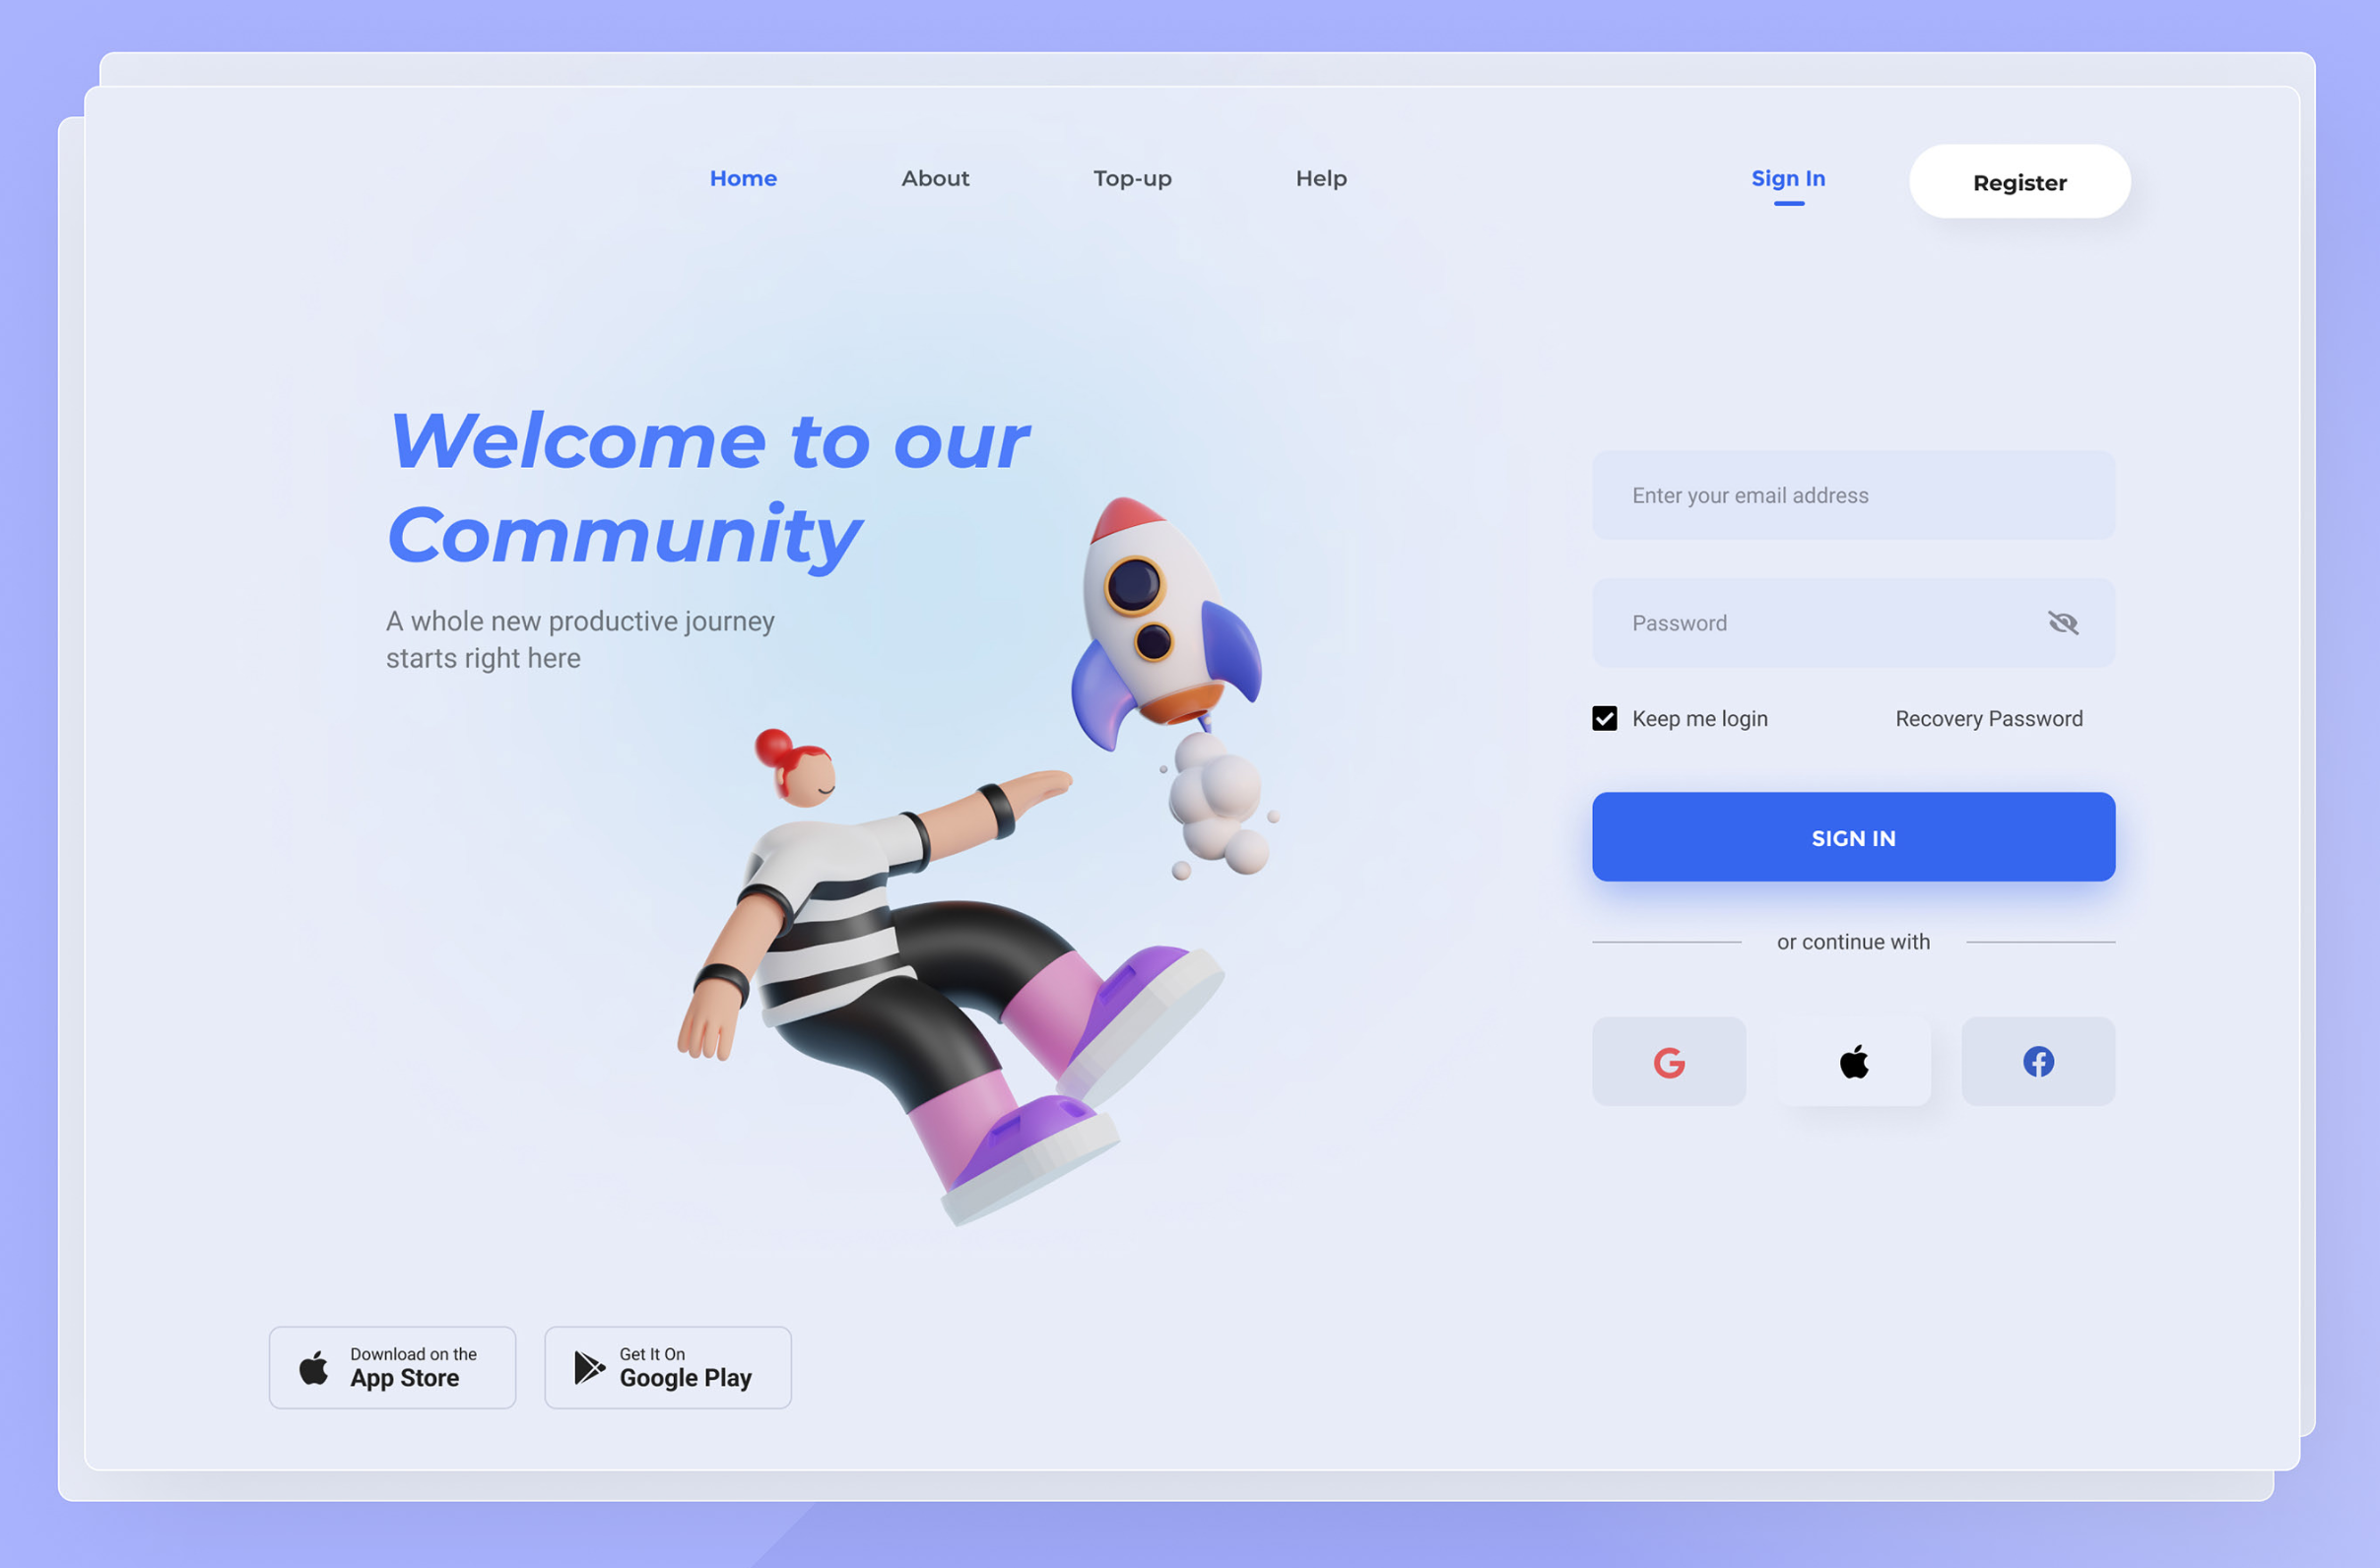 Home About Top-up Help Sign In Register
Welcome to our
Community
A whole new productive journey
starts right here
Enter your email address
Password
Keep me login Recovery Password
SIGN IN
or continue with
Download on the
App Store
Get It On
Google Play